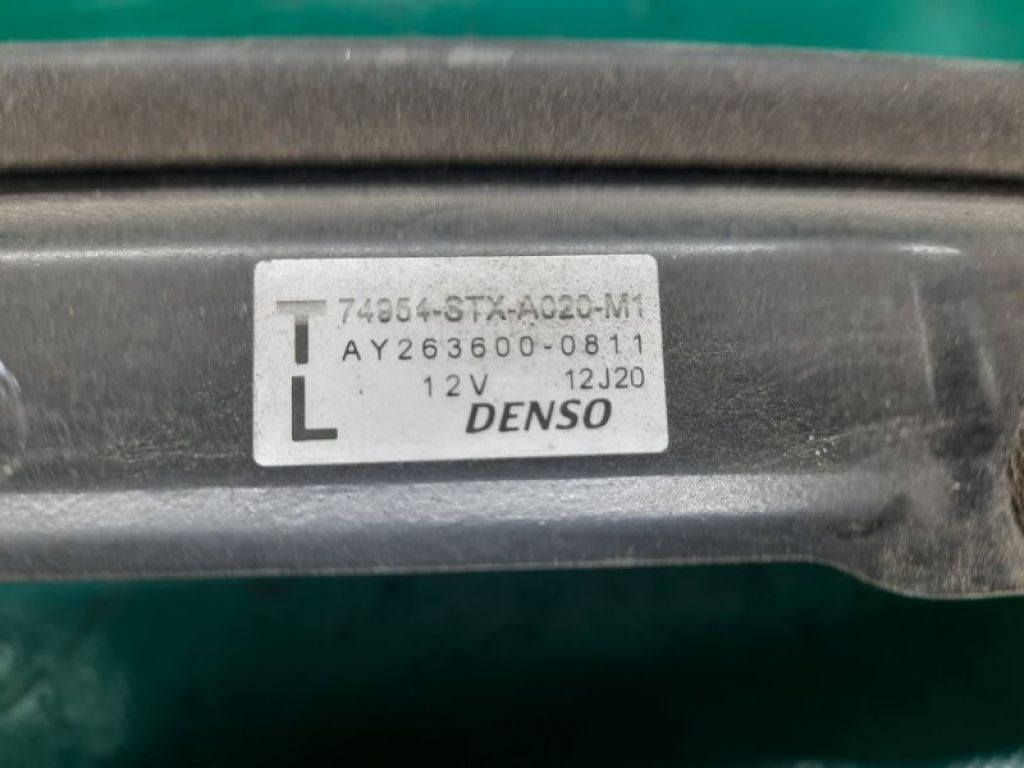 T 74954-STX-A020-M1
AY263600-0811
12V 12J20
L DENSO